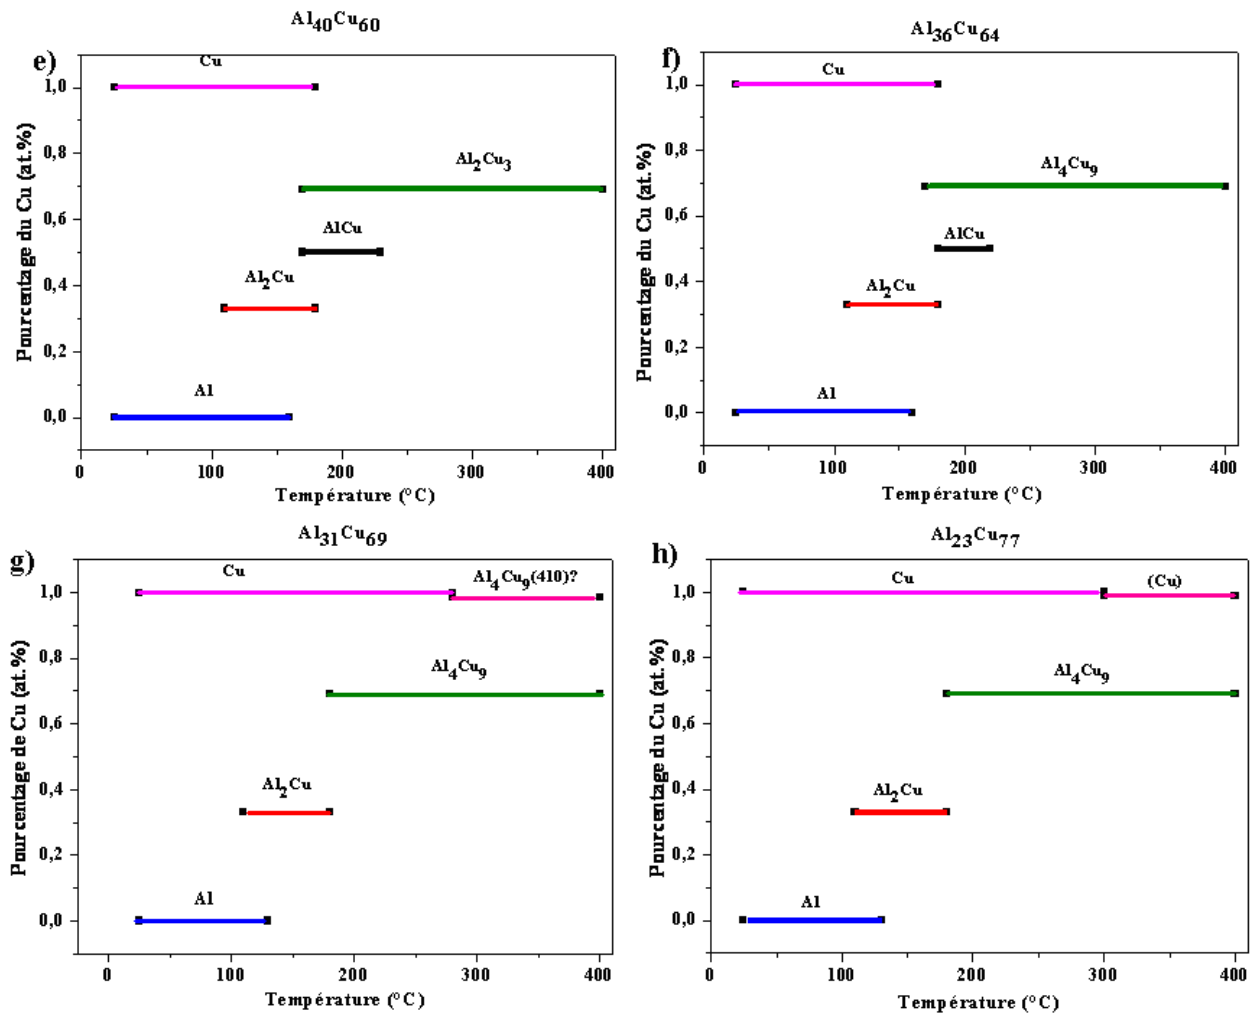 Al40Cu60
e)
Cu
1,0
Al2Cu3
0,8
0,6
AlCu
0,4
Al2Cu
0,2
Al
0,0
Pourcentage du Cu (at.%)
0 100 200 300 400
Température (°C)
Al36Cu64
f)
Cu
1,0
0,8
Al4Cu9
0,6
AlCu
0,4
Al2Cu
0,2
Al
0,0
Pourcentage du Cu (at.%)
0 100 200 300 400
Température (°C)
Al31Cu69
g)
Cu
Al4Cu9(410)?
1,0
0,8
Al4Cu9
0,6
0,4
Al2Cu
0,2
Al
0,0
Pourcentage de Cu (at.%)
0 100 200 300 400
Température (°C)
Al23Cu77
h)
Cu
(Cu)
1,0
0,8
Al4Cu9
0,6
0,4
Al2Cu
0,2
Al
0,0
Pourcentage du Cu (at.%)
0 100 200 300 400
Température (°C)